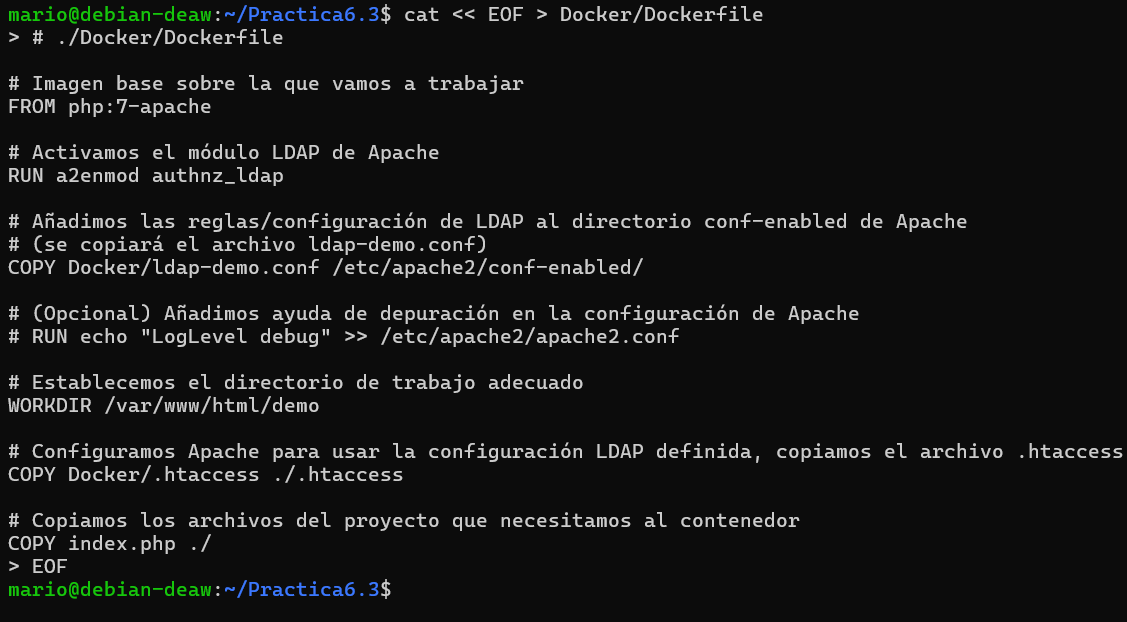 mario@debian-deaw:~/Practica6.3$ cat << EOF > Docker/Dockerfile
> # ./Docker/Dockerfile
# Imagen base sobre la que vamos a trabajar
FROM php:7-apache
# Activamos el módulo LDAP de Apache
RUN a2enmod authnz_ldap
# Añadimos las reglas/configuración de LDAP al directorio conf-enabled de Apache
# (se copiará el archivo ldap-demo.conf)
COPY Docker/ldap-demo.conf /etc/apache2/conf-enabled/
# (Opcional) Añadimos ayuda de depuración en la configuración de Apache
# RUN echo "LogLevel debug" >> /etc/apache2/apache2.conf
# Establecemos el directorio de trabajo adecuado
WORKDIR /var/www/html/demo
# Configuramos Apache para usar la configuración LDAP definida, copiamos el archivo .htaccess
COPY Docker/.htaccess ./.htaccess
# Copiamos los archivos del proyecto que necesitamos al contenedor
COPY index.php ./
> EOF
mario@debian-deaw:~/Practica6.3$